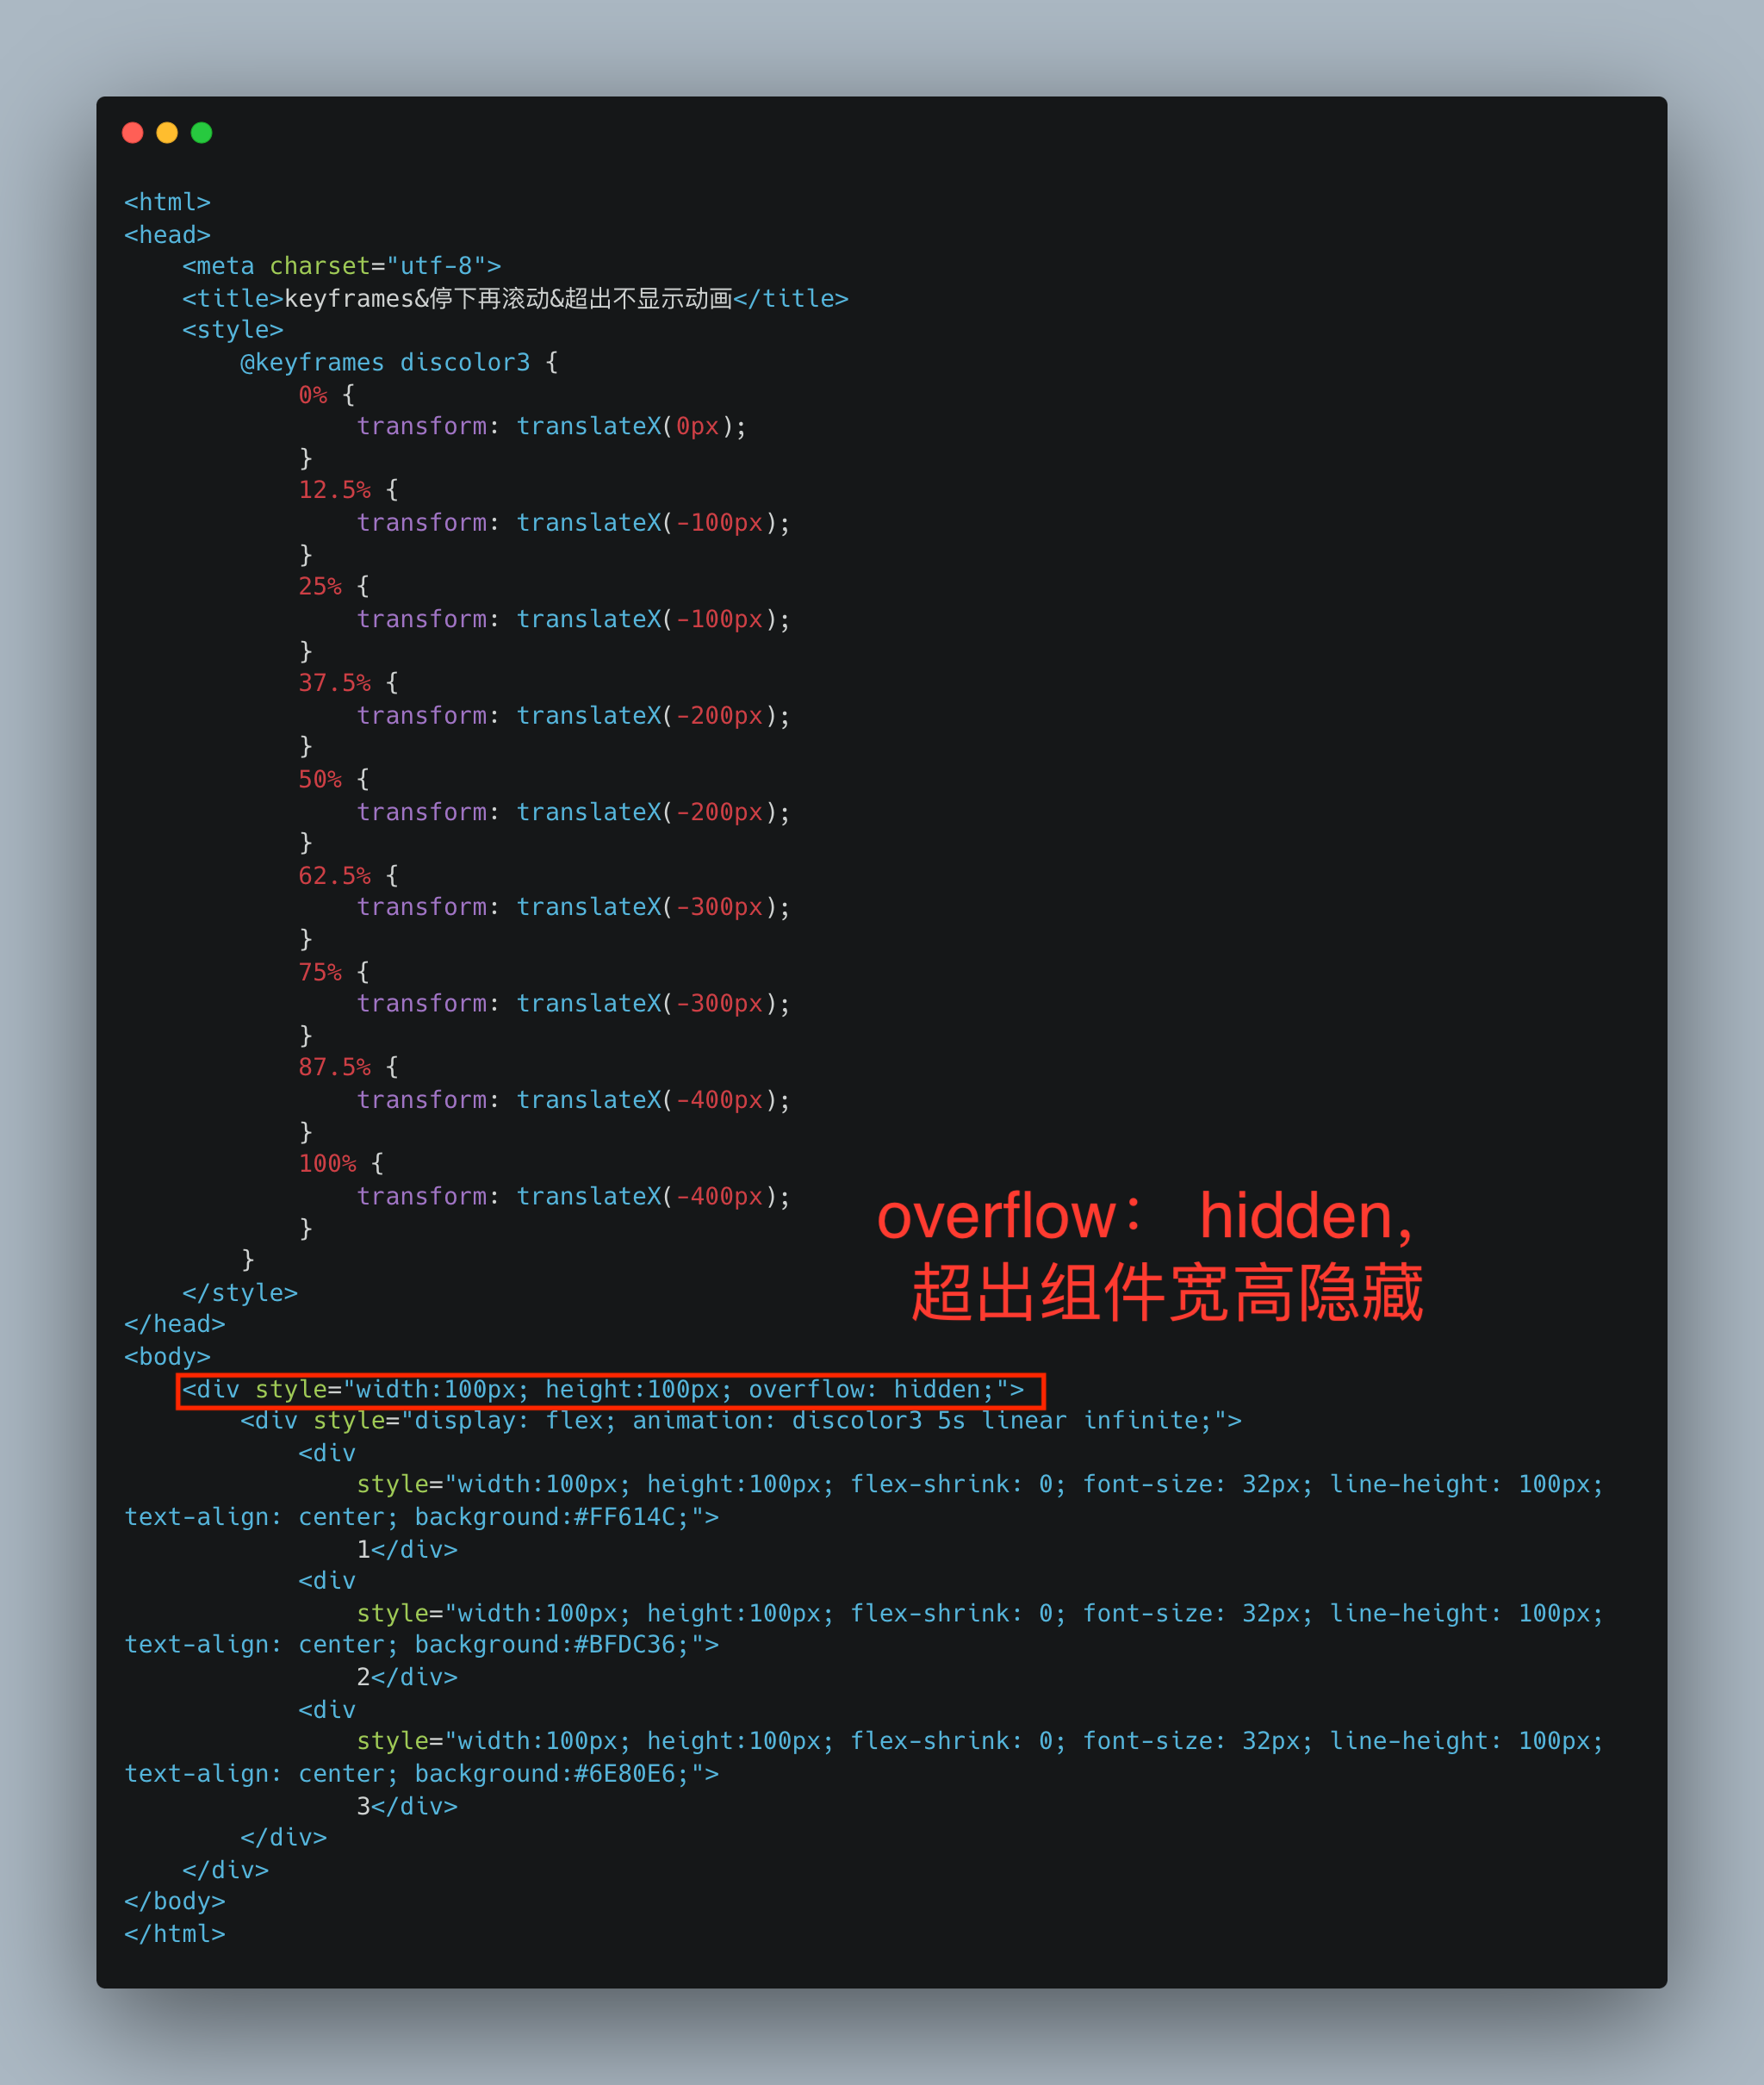 <html>
<head>
    <meta charset="utf-8">
    <title>keyframes&停下再滚动&超出不显示动画</title>
    <style>
        @keyframes discolor3 {
            0% {
                transform: translateX(0px);
            }
            12.5% {
                transform: translateX(-100px);
            }
            25% {
                transform: translateX(-100px);
            }
            37.5% {
                transform: translateX(-200px);
            }
            50% {
                transform: translateX(-200px);
            }
            62.5% {
                transform: translateX(-300px);
            }
            75% {
                transform: translateX(-300px);
            }
            87.5% {
                transform: translateX(-400px);
            }
            100% {
                transform: translateX(-400px);
            }
        }
    </style>
</head>
overflow： hidden，
超出组件宽高隐藏
<body>
    <div style="width:100px; height:100px; overflow: hidden;">
        <div style="display: flex; animation: discolor3 5s linear infinite;">
            <div
                style="width:100px; height:100px; flex-shrink: 0; font-size: 32px; line-height: 100px;
text-align: center; background:#FF614C;">
                1</div>
            <div
                style="width:100px; height:100px; flex-shrink: 0; font-size: 32px; line-height: 100px;
text-align: center; background:#BFDC36;">
                2</div>
            <div
                style="width:100px; height:100px; flex-shrink: 0; font-size: 32px; line-height: 100px;
text-align: center; background:#6E80E6;">
                3</div>
        </div>
    </div>
</body>
</html>